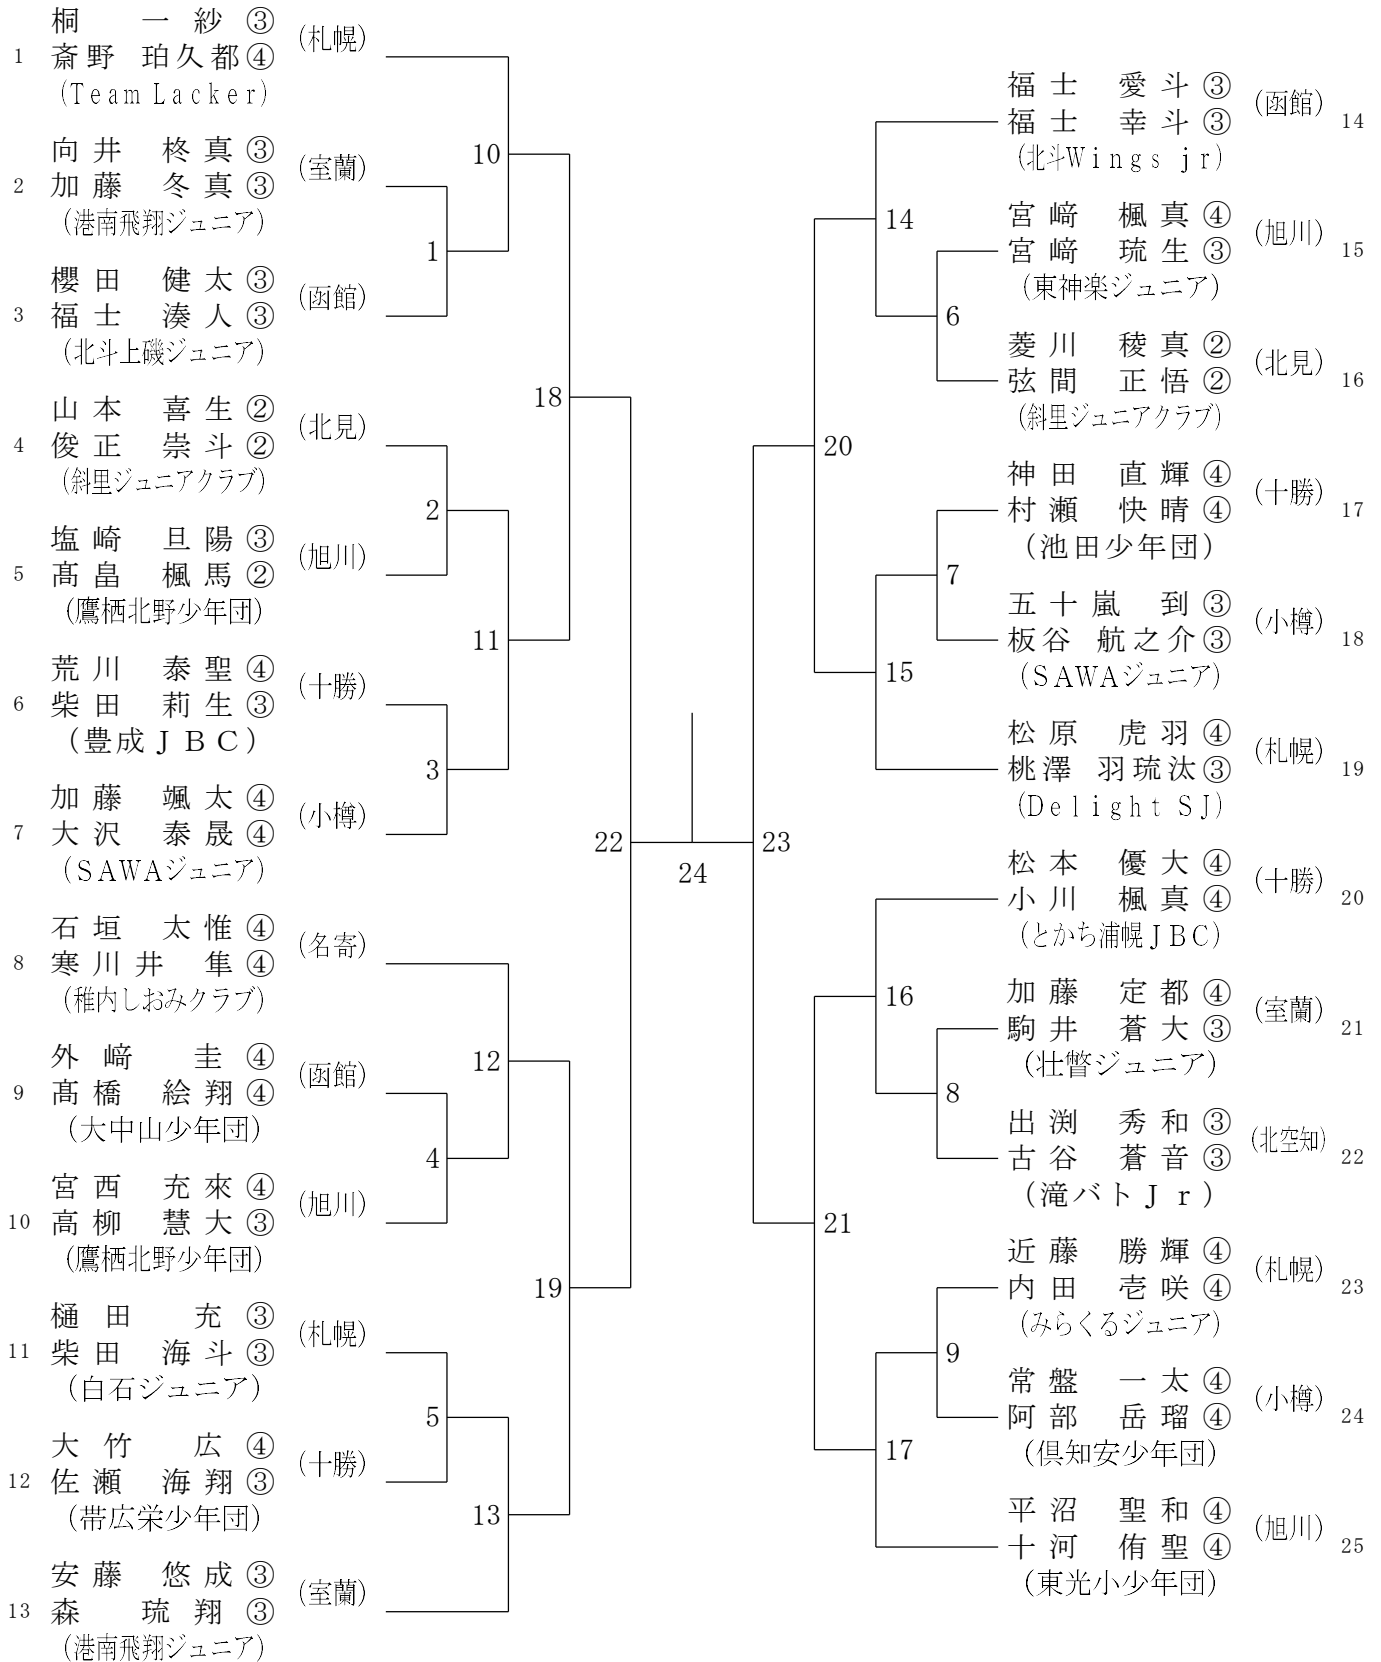 桐 一 紗 ③
1 斎野 珀久都 ④ (札幌)
(Team Lacker)
向井 柊真 ③
2 加藤 冬真 ③ (室蘭)
(港南飛翔ジュニア)
櫻田 健太 ③
3 福士 湊人 ③ (函館)
(北斗上磯ジュニア)
山本 喜生 ②
4 俊正 崇斗 ② (北見)
(斜里ジュニアクラブ)
塩崎 旦陽 ③
5 髙畠 楓馬 ② (旭川)
(鷹栖北野少年団)
荒川 泰聖 ④
6 柴田 莉生 ③ (十勝)
(豊成JBC)
加藤 颯太 ④
7 大沢 泰晟 ④ (小樽)
(SAWAジュニア)
石垣 太惟 ④
8 寒川井 隼 ④ (名寄)
(稚内しおみクラブ)
外﨑 圭 ④
9 髙橋 絵翔 ④ (函館)
(大中山少年団)
宮西 充來 ④
10 高柳 慧大 ③ (旭川)
(鷹栖北野少年団)
樋田 充 ③
11 柴田 海斗 ③ (札幌)
(白石ジュニア)
大竹 広 ④
12 佐瀬 海翔 ③ (十勝)
(帯広栄少年団)
安藤 悠成 ③
13 森 琉翔 ③ (室蘭)
(港南飛翔ジュニア)
10
1
18
2
11
3
22
12
4
19
5
13
24
23
14
6
20
7
15
16
8
21
9
17
福士 愛斗 ③
福士 幸斗 ③ (函館) 14
(北斗Wings jr)
宮﨑 楓真 ④
宮﨑 琉生 ③ (旭川) 15
(東神楽ジュニア)
菱川 稜真 ②
弦間 正悟 ② (北見) 16
(斜里ジュニアクラブ)
神田 直輝 ④
村瀬 快晴 ④ (十勝) 17
(池田少年団)
五十嵐 到 ③
板谷 航之介 ③ (小樽) 18
(SAWAジュニア)
松原 虎羽 ④
桃澤 羽琉汰 ③ (札幌) 19
(Delight SJ)
松本 優大 ④
小川 楓真 ④ (十勝) 20
(とかち浦幌JBC)
加藤 定都 ④
駒井 蒼大 ③ (室蘭) 21
(壮瞥ジュニア)
出渕 秀和 ③
古谷 蒼音 ③ (北空知) 22
(滝バトJr)
近藤 勝輝 ④
内田 壱咲 ④ (札幌) 23
(みらくるジュニア)
常盤 一太 ④
阿部 岳瑠 ④ (小樽) 24
(倶知安少年団)
平沼 聖和 ④
十河 侑聖 ④ (旭川) 25
(東光小少年団)